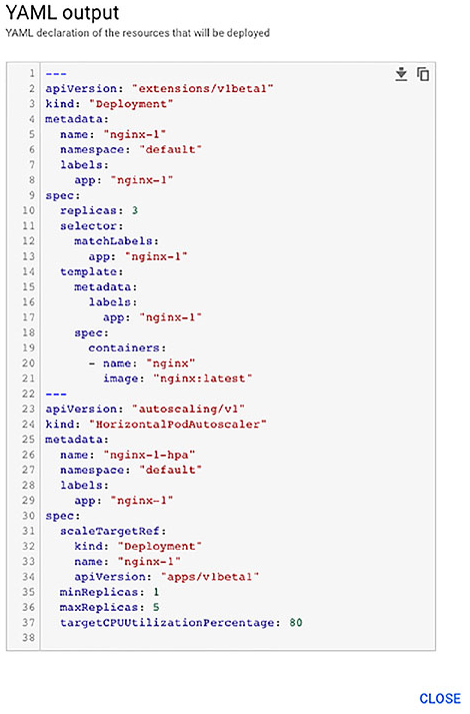 YAML output
YAML declaration of the resources that will be deployed
1 ---
2 apiVersion: "extensions/v1beta1"
3 kind: "Deployment"
4 metadata:
5   name: "nginx-1"
6   namespace: "default"
7   labels:
8     app: "nginx-1"
9 spec:
10   replicas: 3
11   selector:
12     matchLabels:
13       app: "nginx-1"
14   template:
15     metadata:
16       labels:
17         app: "nginx-1"
18     spec:
19       containers:
20       - name: "nginx"
21         image: "nginx:latest"
22 ---
23 apiVersion: "autoscaling/v1"
24 kind: "HorizontalPodAutoscaler"
25 metadata:
26   name: "nginx-1-hpa"
27   namespace: "default"
28   labels:
29     app: "nginx-1"
30 spec:
31   scaleTargetRef:
32     kind: "Deployment"
33     name: "nginx-1"
34     apiVersion: "apps/v1beta1"
35   minReplicas: 1
36   maxReplicas: 5
37   targetCPUUtilizationPercentage: 80
38
CLOSE